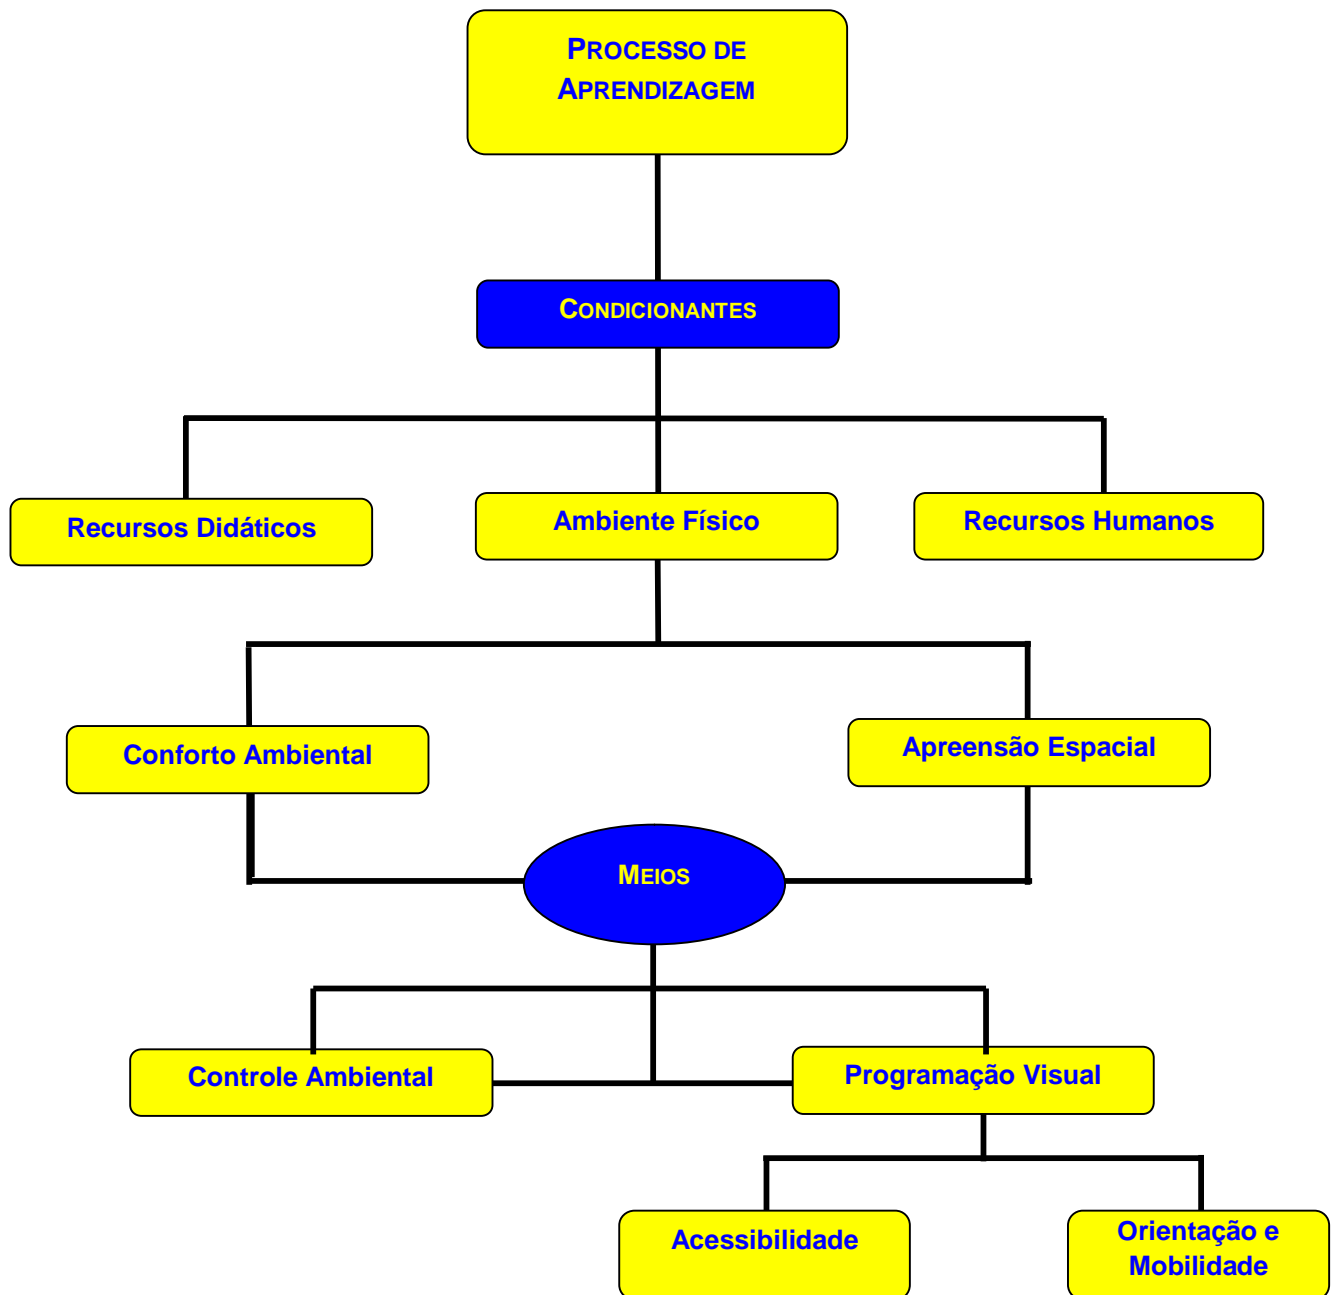 PROCESSO DE
APRENDIZAGEM
CONDICIONANTES
Recursos Didáticos
Ambiente Físico
Recursos Humanos
Conforto Ambiental
Apreensão Espacial
MEIOS
Controle Ambiental
Programação Visual
Acessibilidade
Orientação e
Mobilidade